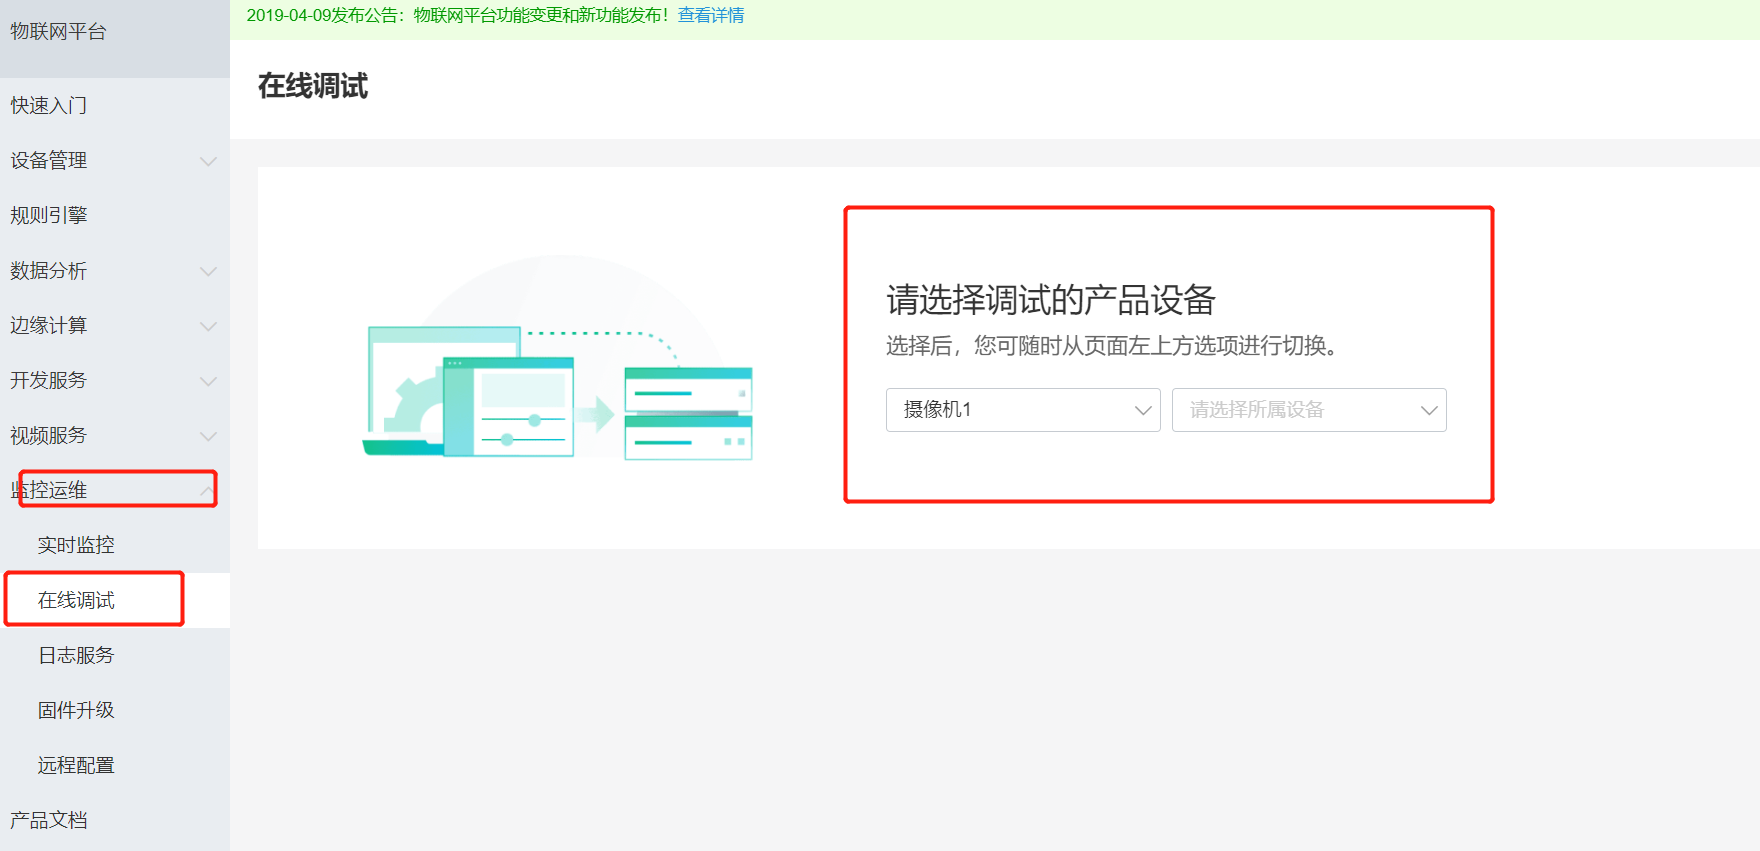 物联网平台
快速入门
设备管理
规则引擎
数据分析
边缘计算
开发服务
视频服务
监控运维
实时监控
在线调试
日志服务
固件升级
远程配置
产品文档
2019-04-09发布公告：物联网平台功能变更和新功能发布！查看详情
在线调试
请选择调试的产品设备
选择后，您可随时从页面左上方选项进行切换。
摄像机1 请选择所属设备